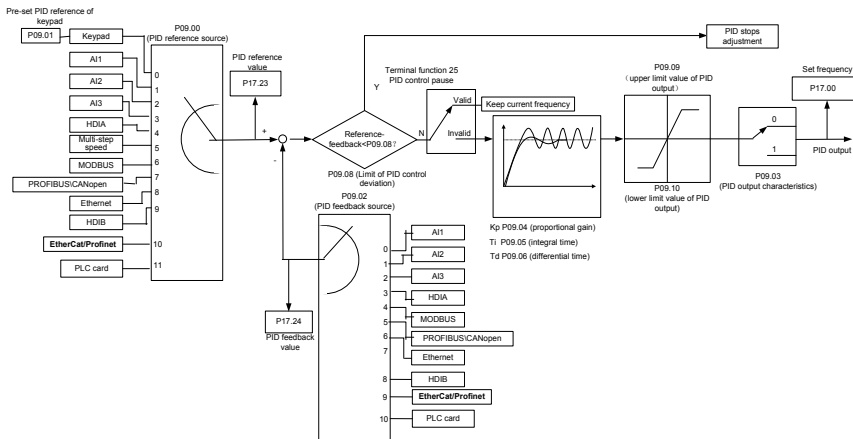 Pre-set PID reference of
keypad
P09.01
Keypad
AI1
AI2
AI3
HDIA
Multi-step
speed
MODBUS
PROFIBUS\CANopen
Ethernet
HDIB
EtherCat/Profinet
PLC card
P09.00
(PID reference source)
0
1
2
3
4
5
6
7
8
9
10
11
PID reference
value
P17.23
+
-
P17.24
PID feedback
value
Y
Reference-
feedback<P09.08?
N
P09.08 (Limit of PID control
deviation)
P09.02
(PID feedback source)
0
1
2
3
4
5
6
7
8
9
10
AI1
AI2
AI3
HDIA
MODBUS
PROFIBUS\CANopen
Ethernet
HDIB
EtherCat/Profinet
PLC card
Terminal function 25
PID control pause
Valid
Invalid
Keep current frequency
PID stops
adjustment
Kp P09.04 (proportional gain)
Ti P09.05 (integral time)
Td P09.06 (differential time)
P09.09
(upper limit value of PID
output)
P09.10
(lower limit value of PID
output)
0
1
P09.03
(PID output characteristics)
Set frequency
P17.00
PID output